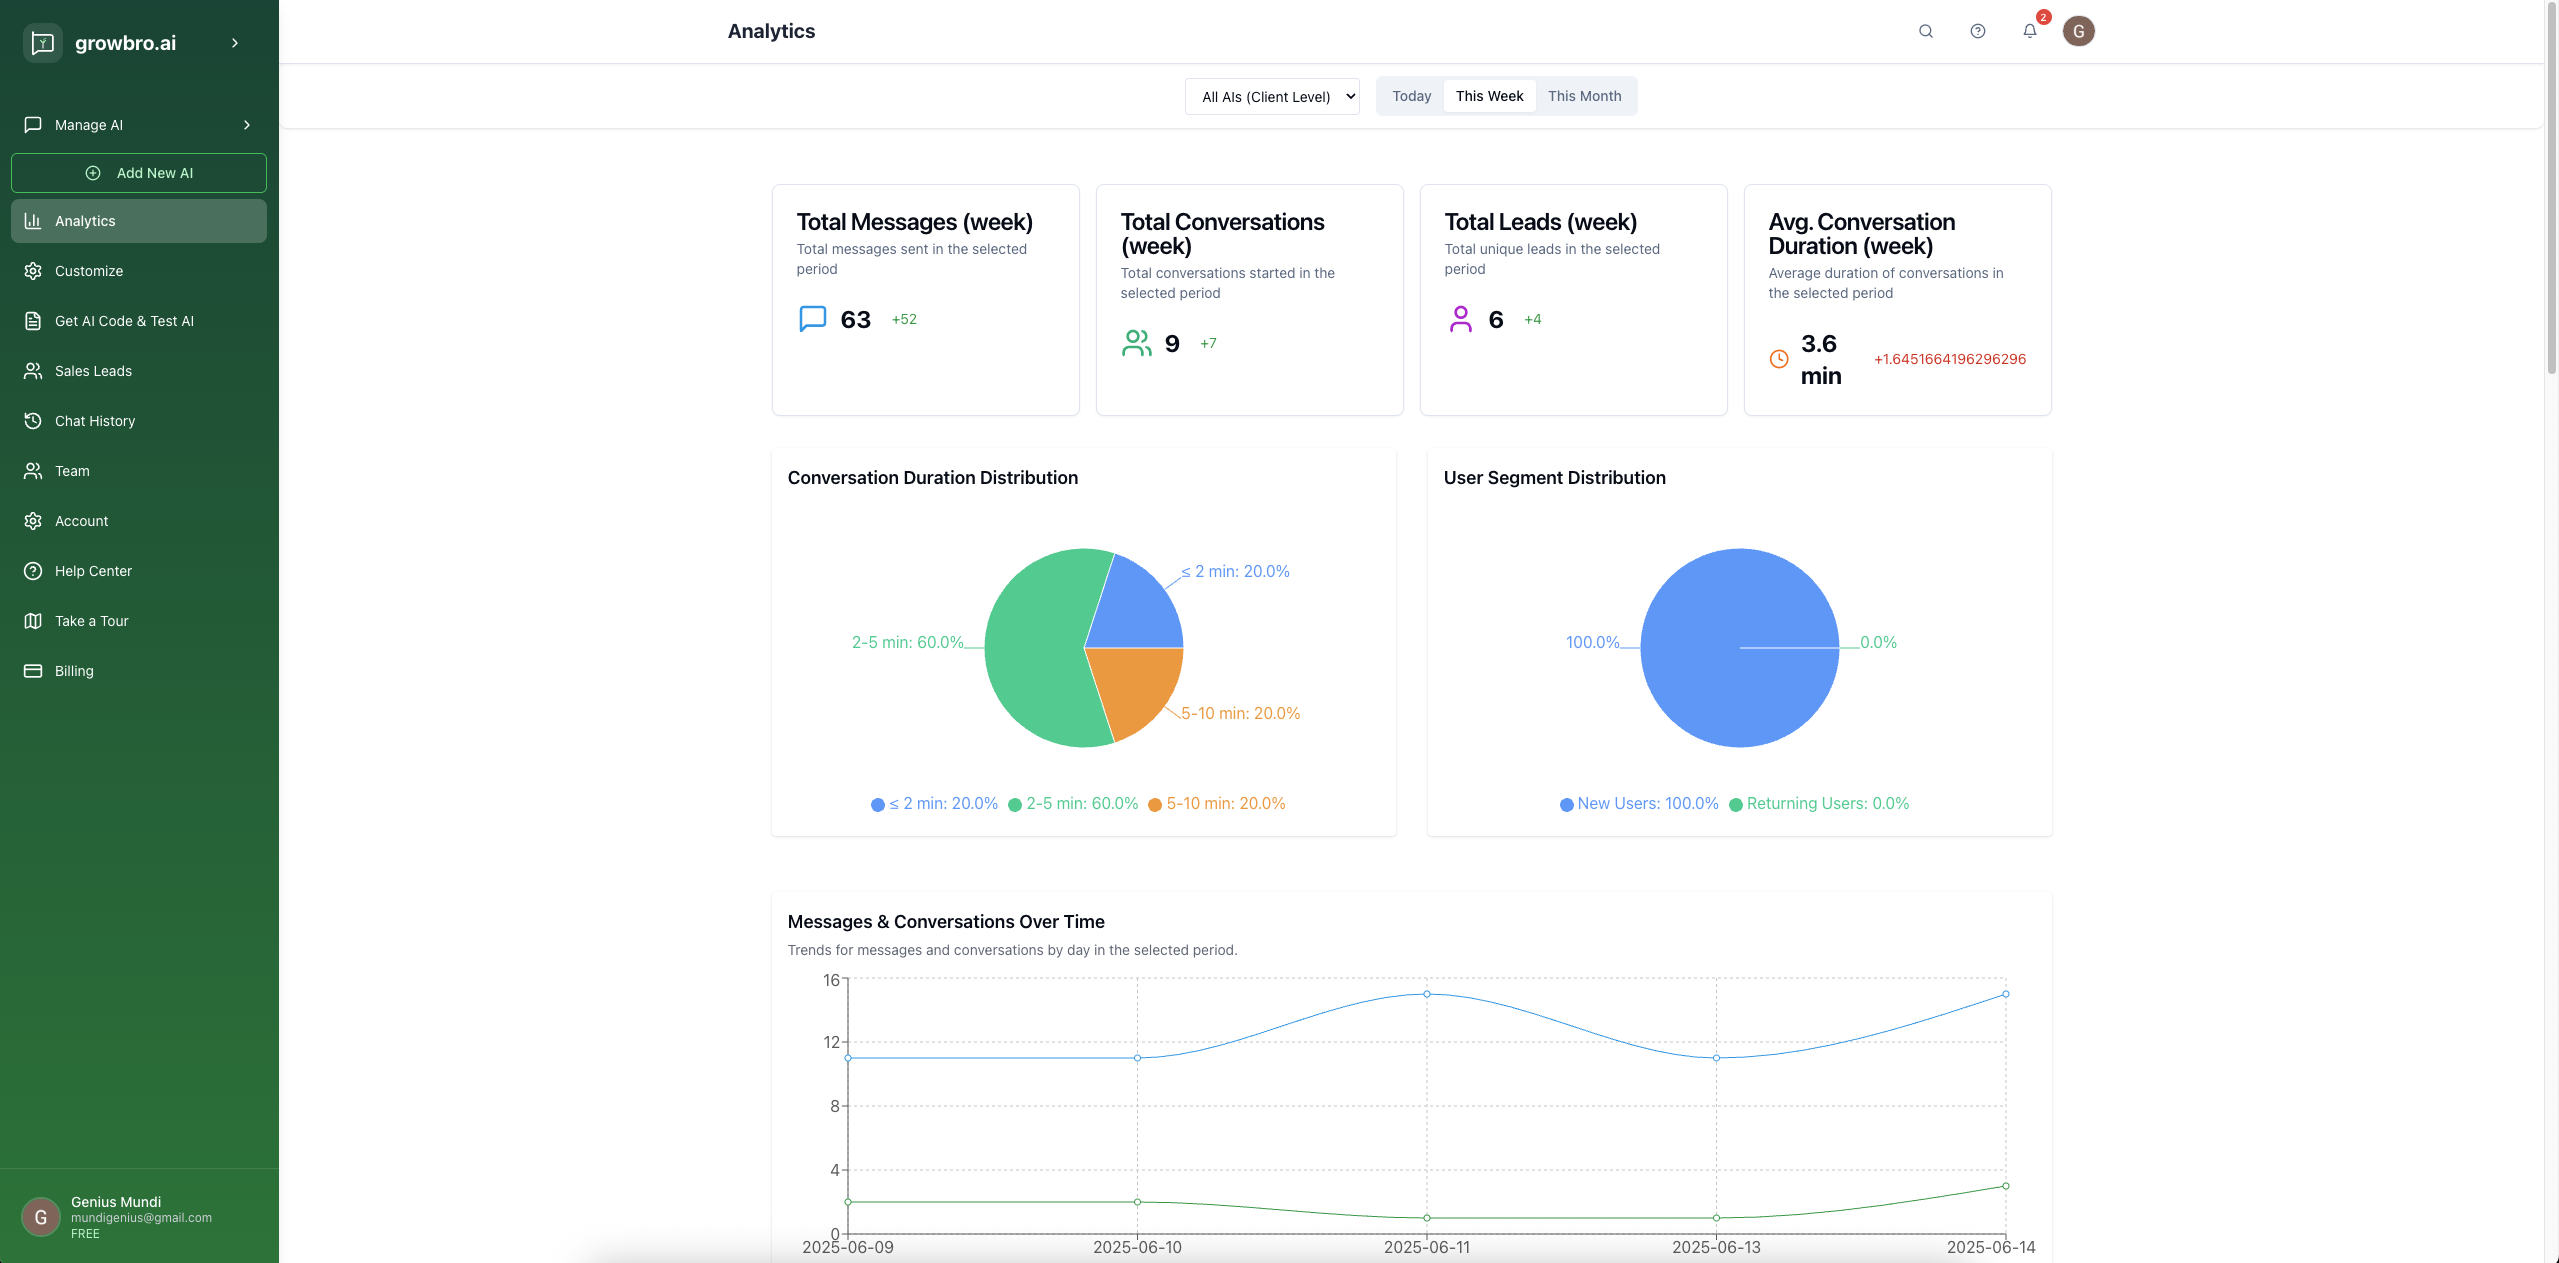 growbro.ai
Manage AI
Add New AI
Analytics
Customize
Get AI Code & Test AI
Sales Leads
Chat History
Team
Account
Help Center
Take a Tour
Billing
G
Genius Mundi
mundigenius@gmail.com
FREE
Analytics
2
G
All AIs (Client Level)
Today
This Week
This Month
Total Messages (week)
Total messages sent in the selected
period
63 +52
Total Conversations
(week)
Total conversations started in the
selected period
9 +7
Total Leads (week)
Total unique leads in the selected
period
6 +4
Avg. Conversation
Duration (week)
Average duration of conversations in
the selected period
3.6
min
+1.6451664196296296
Conversation Duration Distribution
≤ 2 min: 20.0%
2-5 min: 60.0%
5-10 min: 20.0%
≤ 2 min: 20.0% 2-5 min: 60.0% 5-10 min: 20.0%
User Segment Distribution
100.0%
0.0%
New Users: 100.0% Returning Users: 0.0%
Messages & Conversations Over Time
Trends for messages and conversations by day in the selected period.
16
12
8
4
0
2025-06-09 2025-06-10 2025-06-11 2025-06-13 2025-06-14